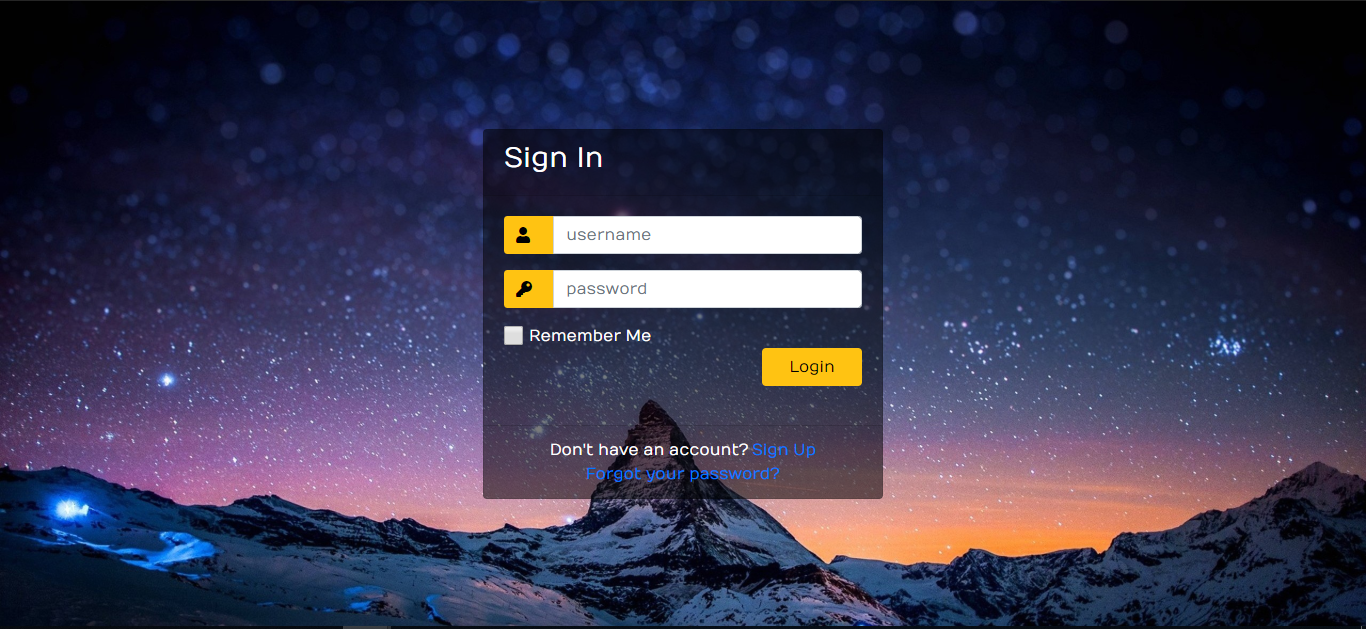 Sign In
username
password
Remember Me
Login
Don't have an account? Sign Up
Forgot your password?